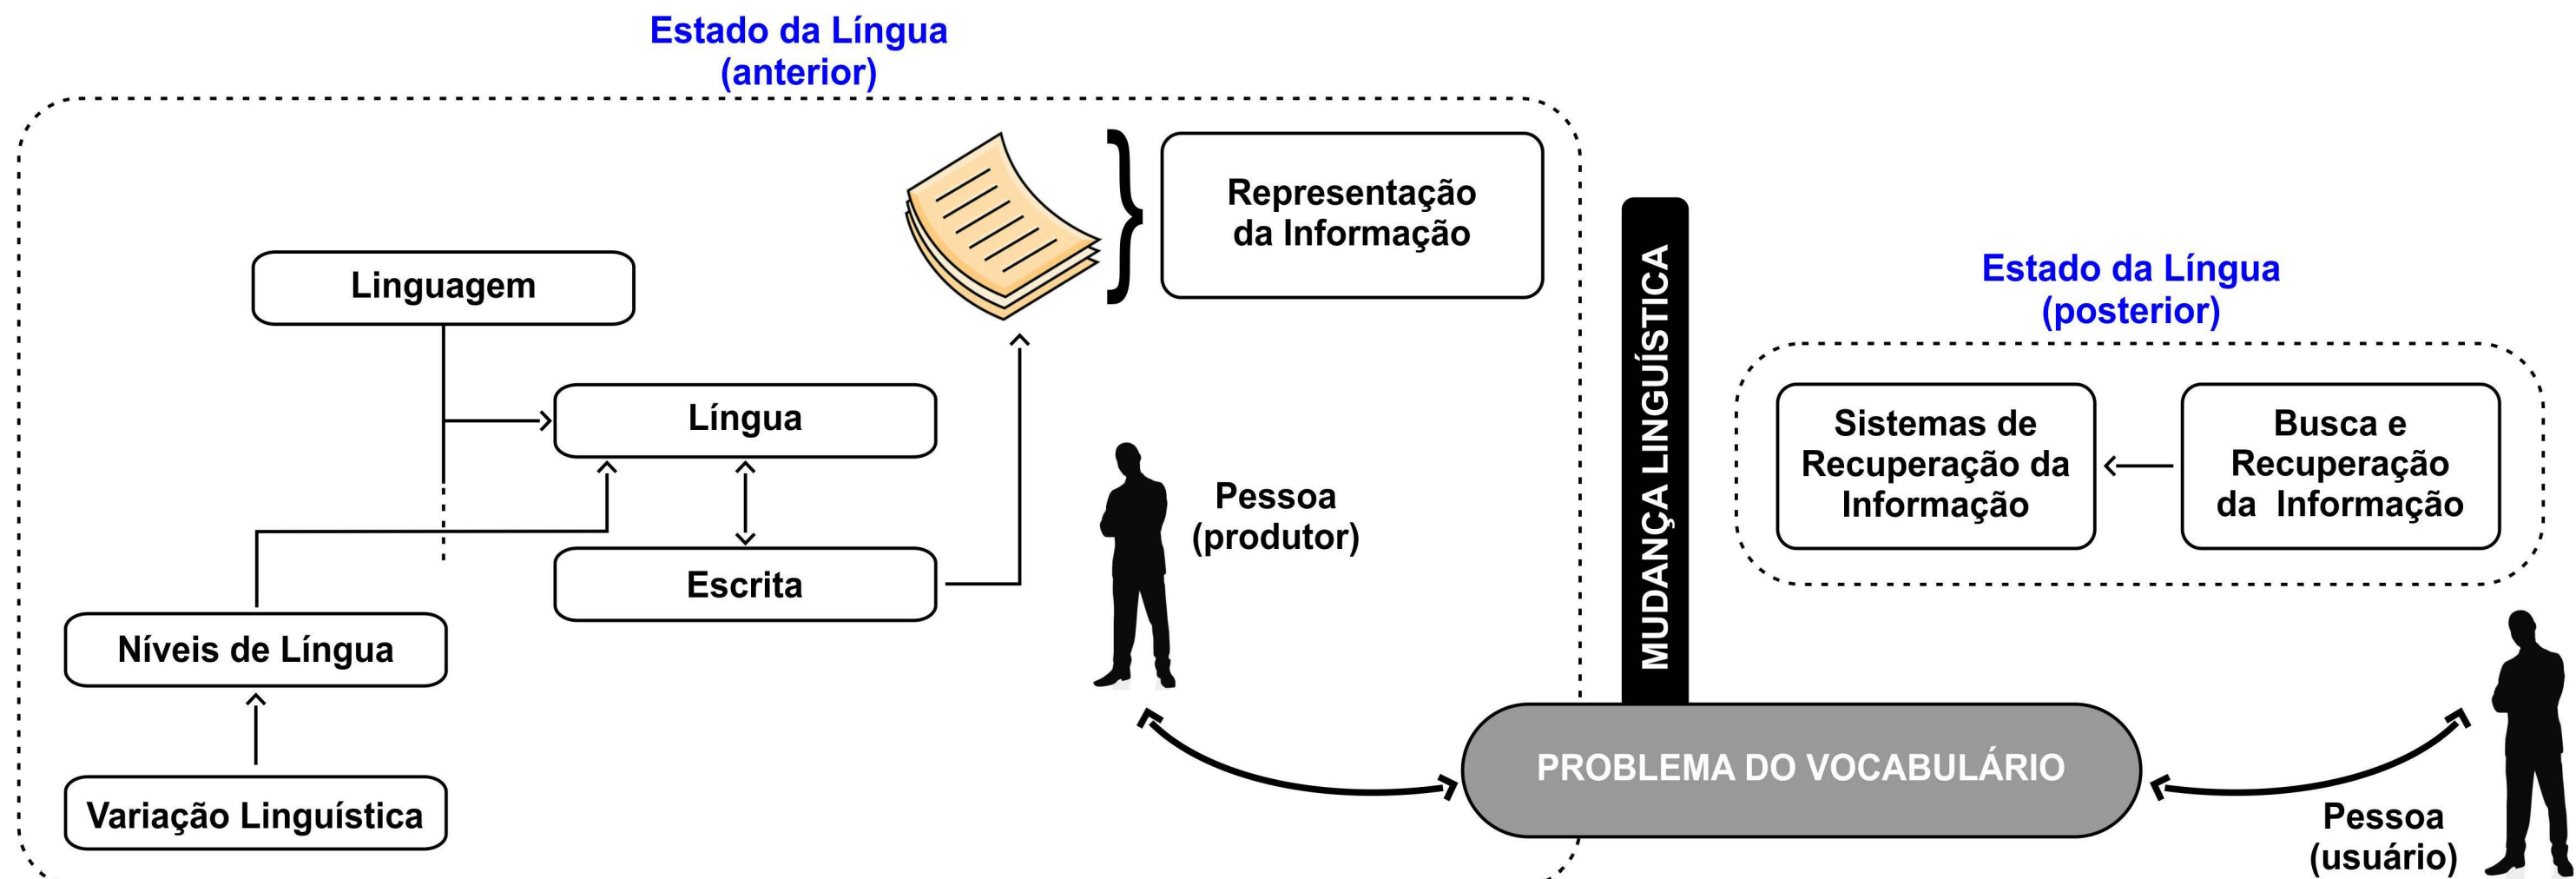 Estado da Língua
(anterior)
Representação
da Informação
Linguagem
Língua
Escrita
Níveis de Língua
Variação Linguística
Pessoa
(produtor)
MUDANÇA LINGUÍSTICA
PROBLEMA DO VOCABULÁRIO
Estado da Língua
(posterior)
Sistemas de
Recuperação da
Informação
Busca e
Recuperação
da Informação
Pessoa
(usuário)